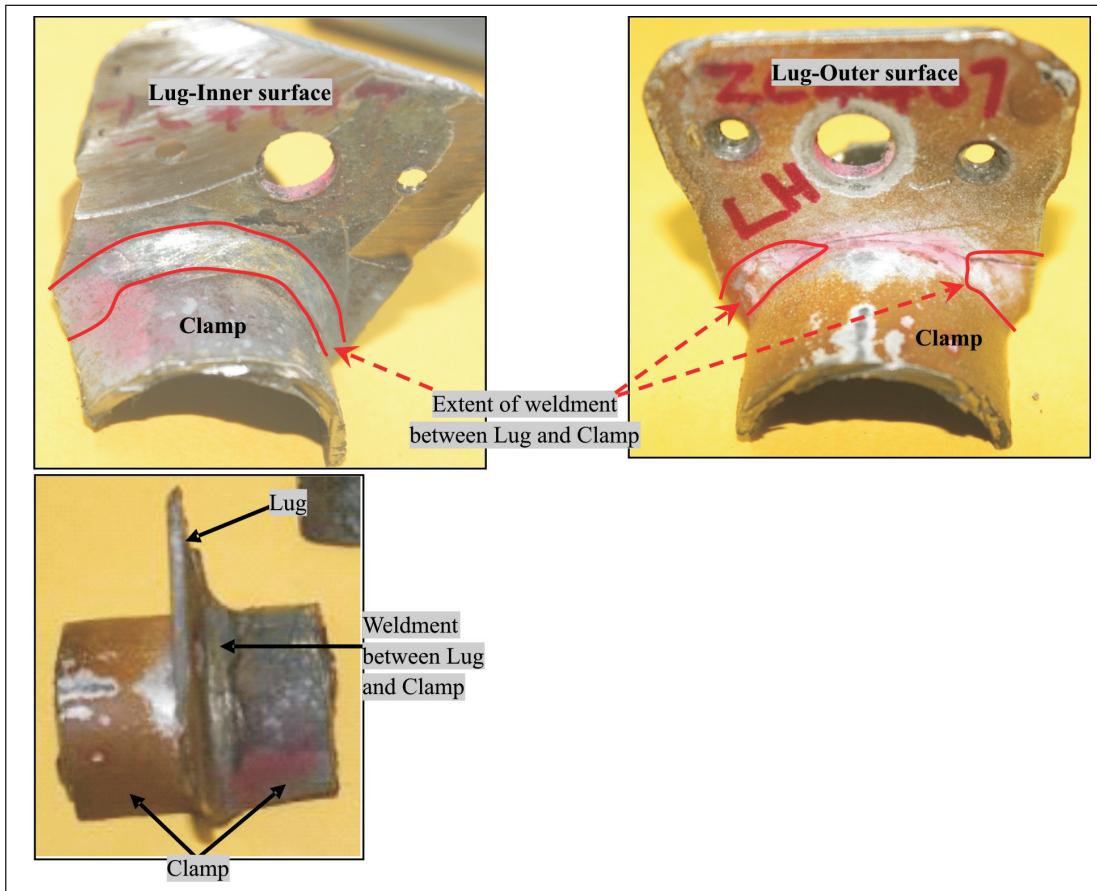 Lug-Inner surface
Clamp
Lug-Outer surface
LH
Clamp
Extent of weldment
between Lug and Clamp
Lug
Weldment
between Lug
and Clamp
Clamp